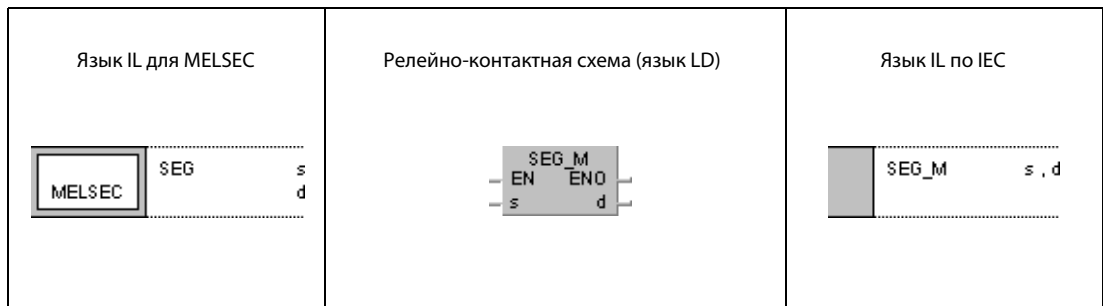 Язык IL для MELSEC
Релейно-контактная схема (язык LD)
Язык IL по IEC
MELSEC
SEG s
d
SEG_M
EN ENO
s d
SEG_M s , d